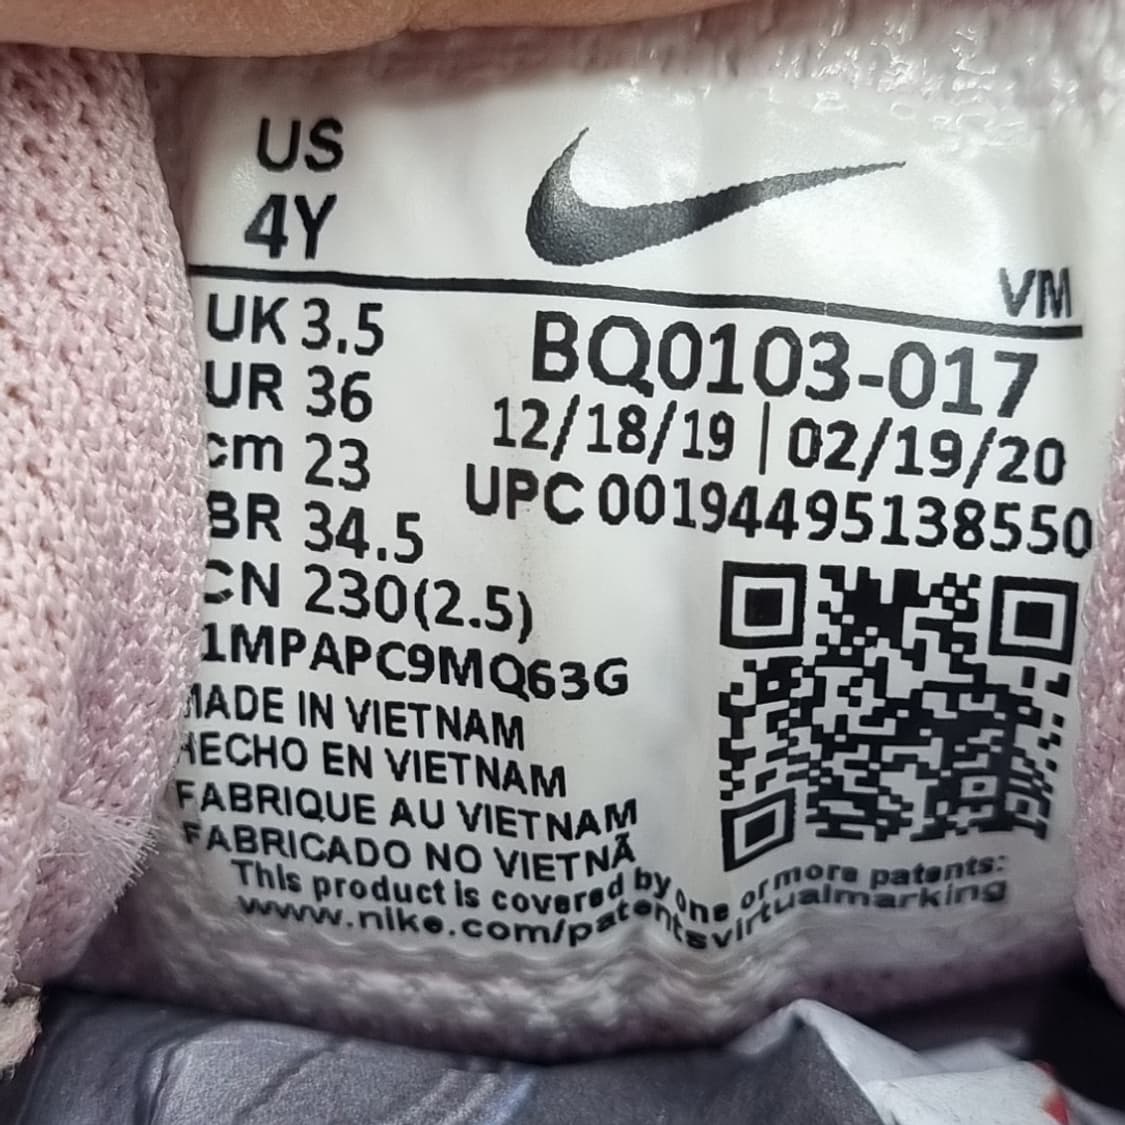 US
4Y
VM
UK 3.5
UR 36
cm 23
BR 34.5
CN 230(2.5)
BQ0103-017
12/18/19 | 02/19/20
UPC 00194495138550
1MPAPC9MQ63G
MADE IN VIETNAM
HECHO EN VIETNAM
FABRIQUE AU VIETNAM
FABRICADO NO VIETNÃ
This product is covered by one or more patents:
www.nike.com/patentsvirtualmarking